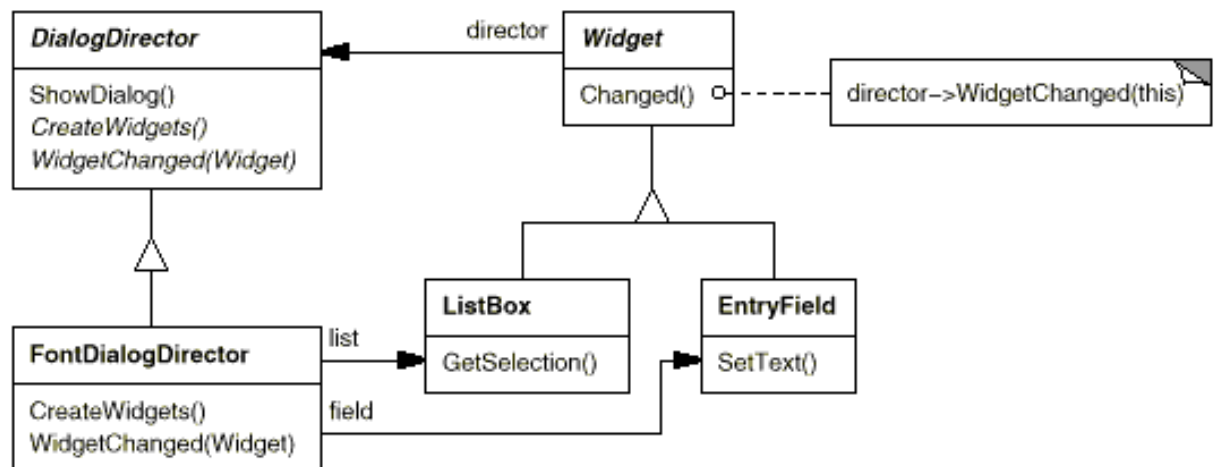 DialogDirector
ShowDialog()
CreateWidgets()
WidgetChanged(Widget)
director
Widget
Changed()
director–>WidgetChanged(this)
FontDialogDirector
CreateWidgets()
WidgetChanged(Widget)
list
field
ListBox
GetSelection()
EntryField
SetText()